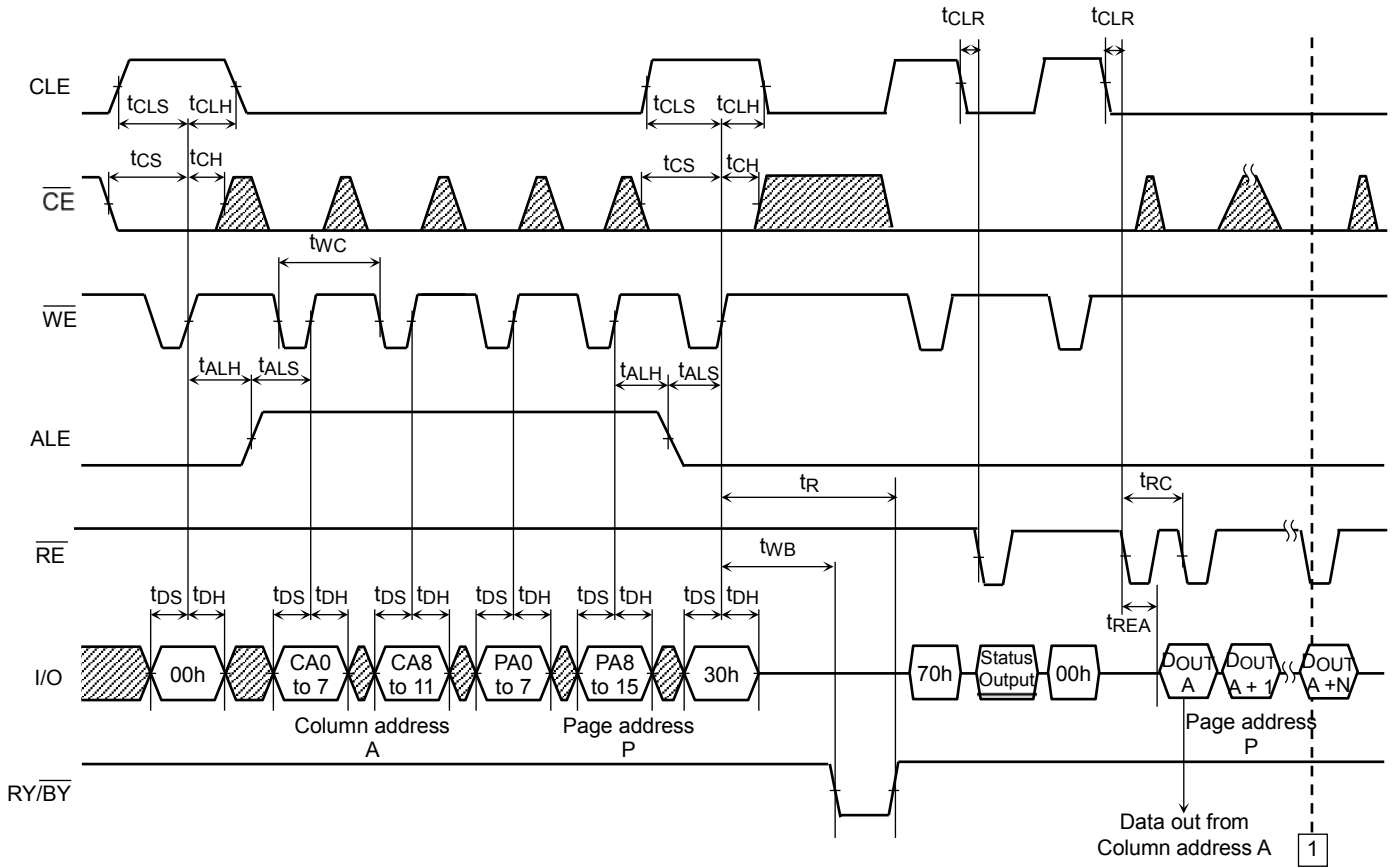 tCLR tCLR
CLE
tCLS tCLH tCLS tCLH
tCS tCH tCS tCH
CE
tWC
WE
tALH tALS tALH tALS
ALE
tR
tRC
RE
tWB
tDS tDH tDS tDH tDS tDH tDS tDH tDS tDH tDS tDH
tREA
I/O
00h
CA0
to 7
CA8
to 11
PA0
to 7
PA8
to 15
30h
70h
Status
Output
00h
DOUT
A
DOUT
A + 1
DOUT
A +N
Column address
A
Page address
P
Page address
P
RY/BY
Data out from
Column address A
1